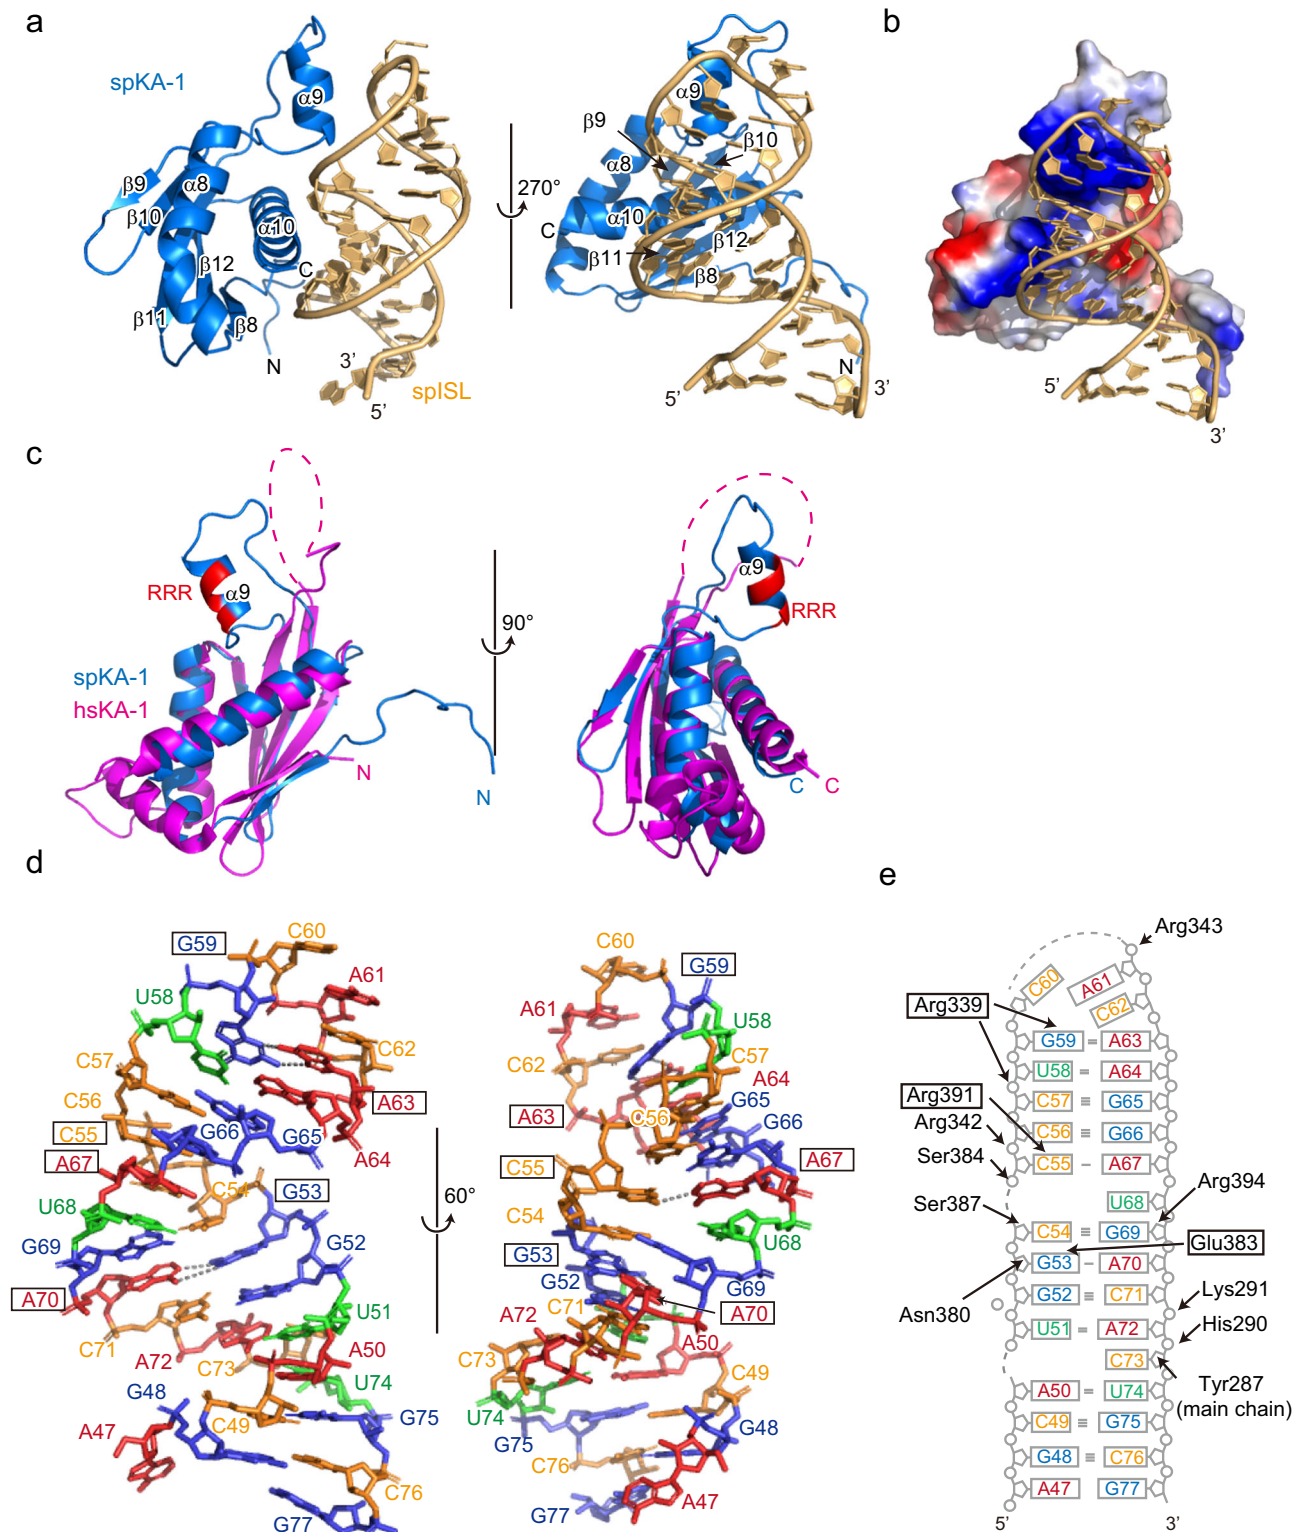 a
spKA-1
α9
β9
α8
β10
α10
β12
C
β11
β8
N
3’
5’
spISL
270°
α9
β9
β10
α8
α10
C
β12
β11
β8
N
5’
3’
b
5’
3’
c
RRR
α9
spKA-1
hsKA-1
N
N
90°
α9
RRR
C
C
d
G59
C60
A61
U58
C57
C62
C56
A63
C55
G66
G65
A67
A64
C54
G53
U68
G69
G52
A70
U51
C71
A72
C73
A50
G48
U74
A47
C49
G75
C76
G77
60°
C60
G59
A61
U58
C62
C57
A64
A63
G65
C56
G66
C55
A67
C54
G53
U68
G52
G69
C71
A72
A70
A50
C73
C49
U74
G48
G75
C76
A47
G77
e
Arg343
C60
A61
C62
Arg339
G59 = A63
U58 = A64
Arg391
C57 ≡ G65
Arg342
C56 ≡ G66
Ser384
C55 – A67
U68
Arg394
Ser387
C54 ≡ G69
Glu383
G53 – A70
Asn380
G52 ≡ C71
Lys291
U51 = A72
His290
C73
Tyr287
(main chain)
A50 = U74
C49 ≡ G75
G48 ≡ C76
A47 G77
5’ 3’